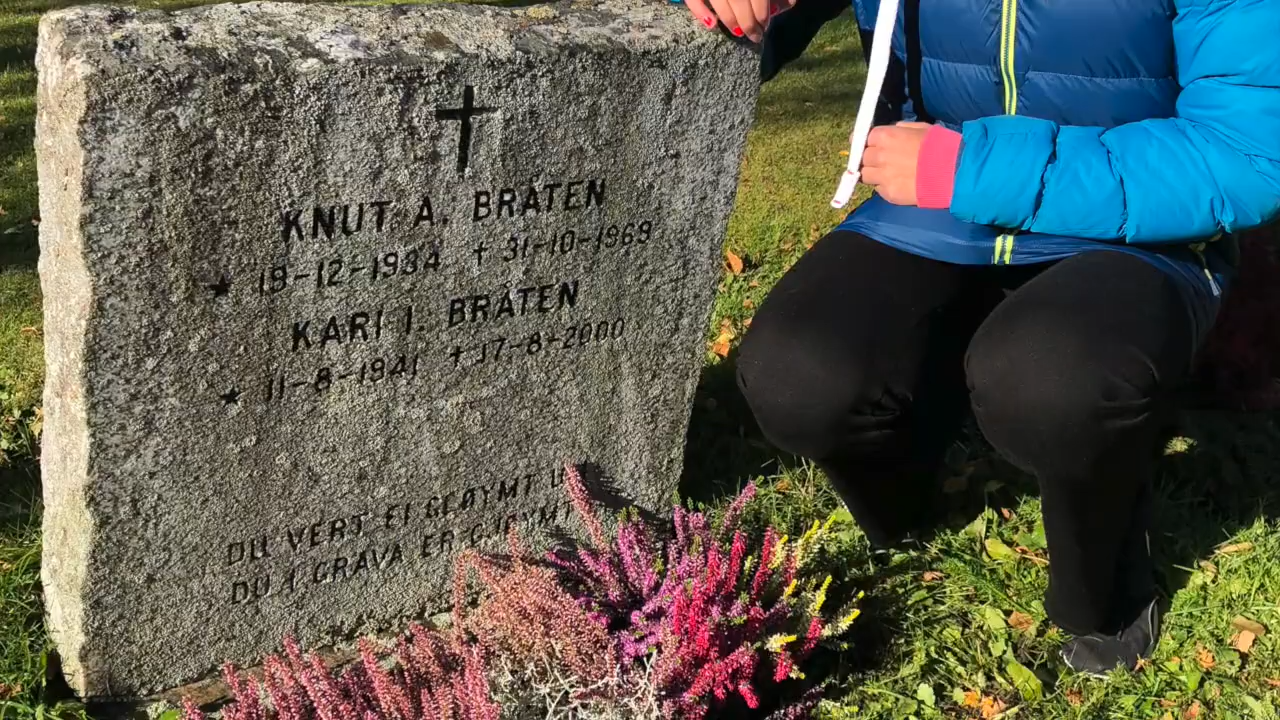 KNUT A. BRÅTEN
★ 19-12-1934 † 31-10-1969
KARI I. BRÅTEN
★ 11-8-1941 † 17-8-2000
DU VERT EI GLØYMT
DU I GRAVA ER GJØYMT